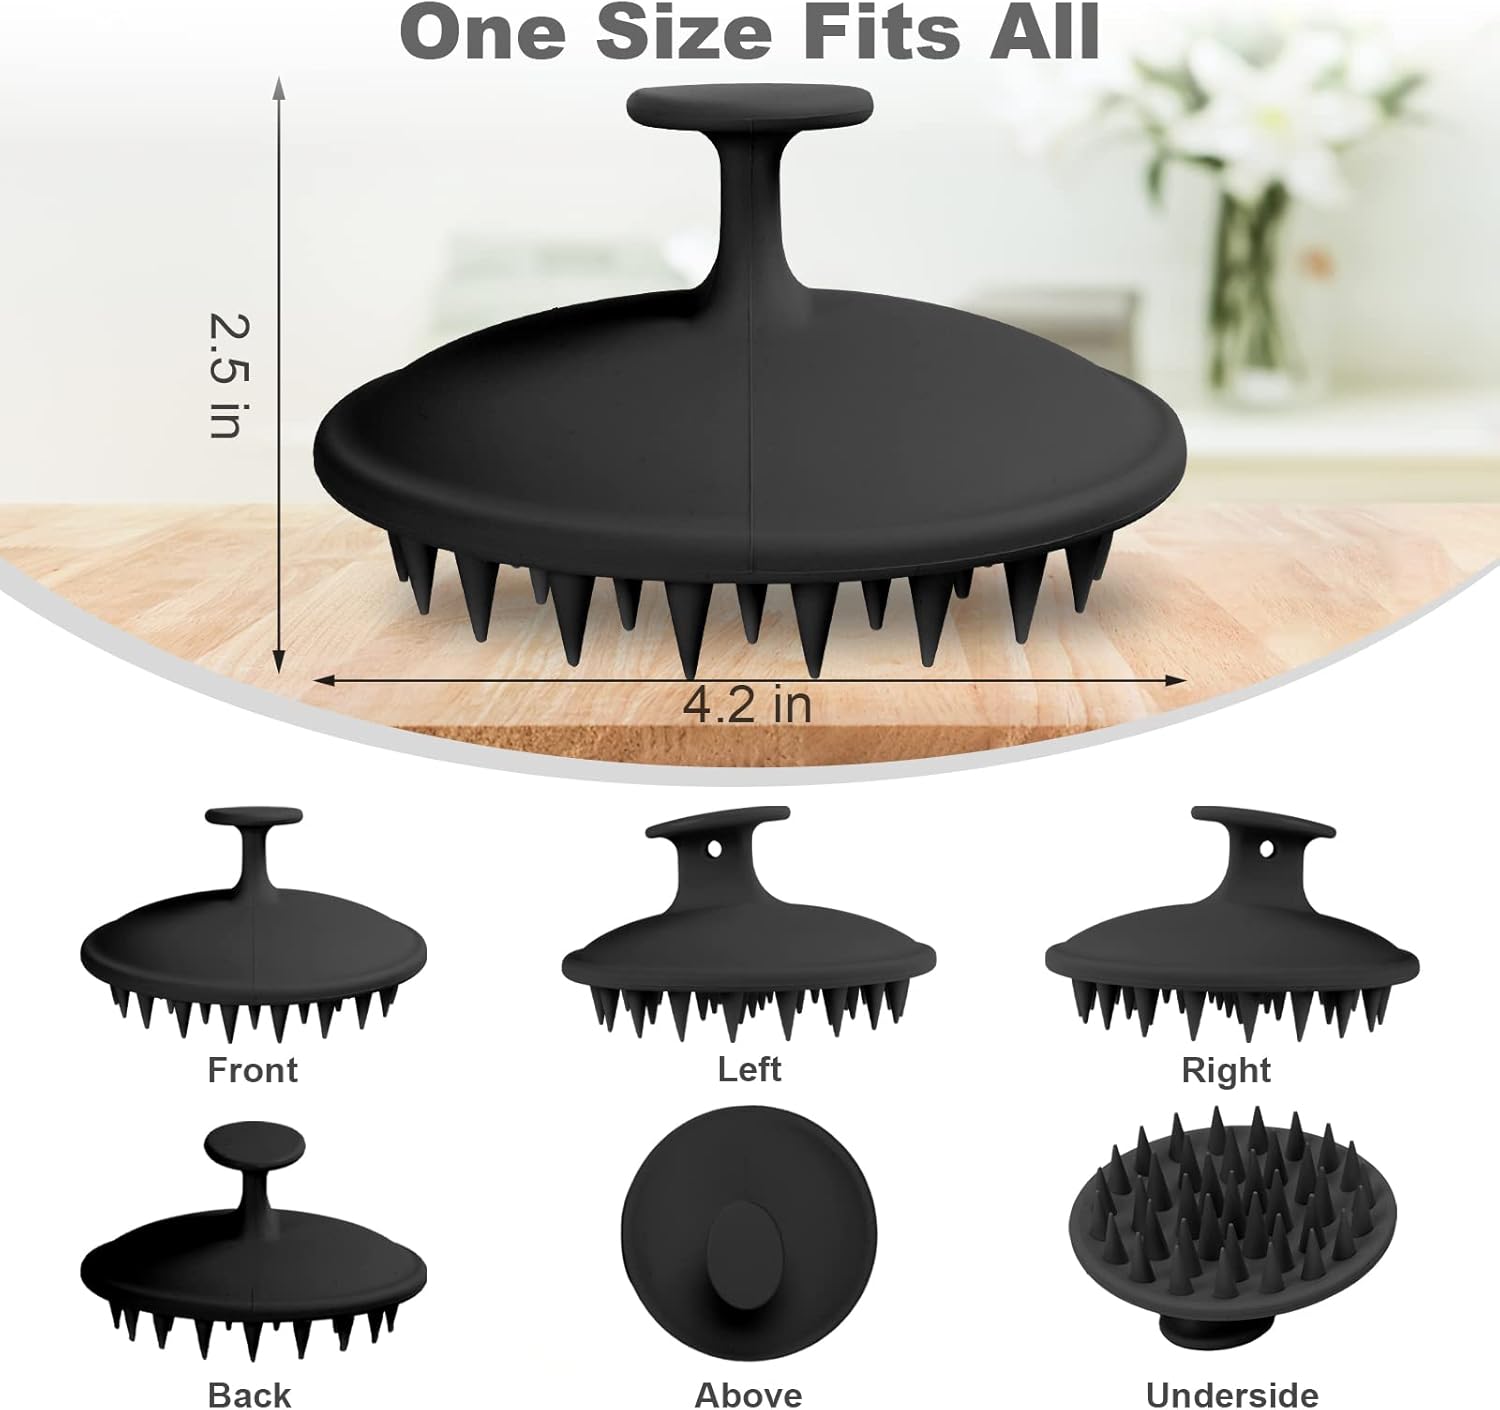 One Size Fits All
2.5 in
4.2 in
Front
Left
Right
Back
Above
Underside